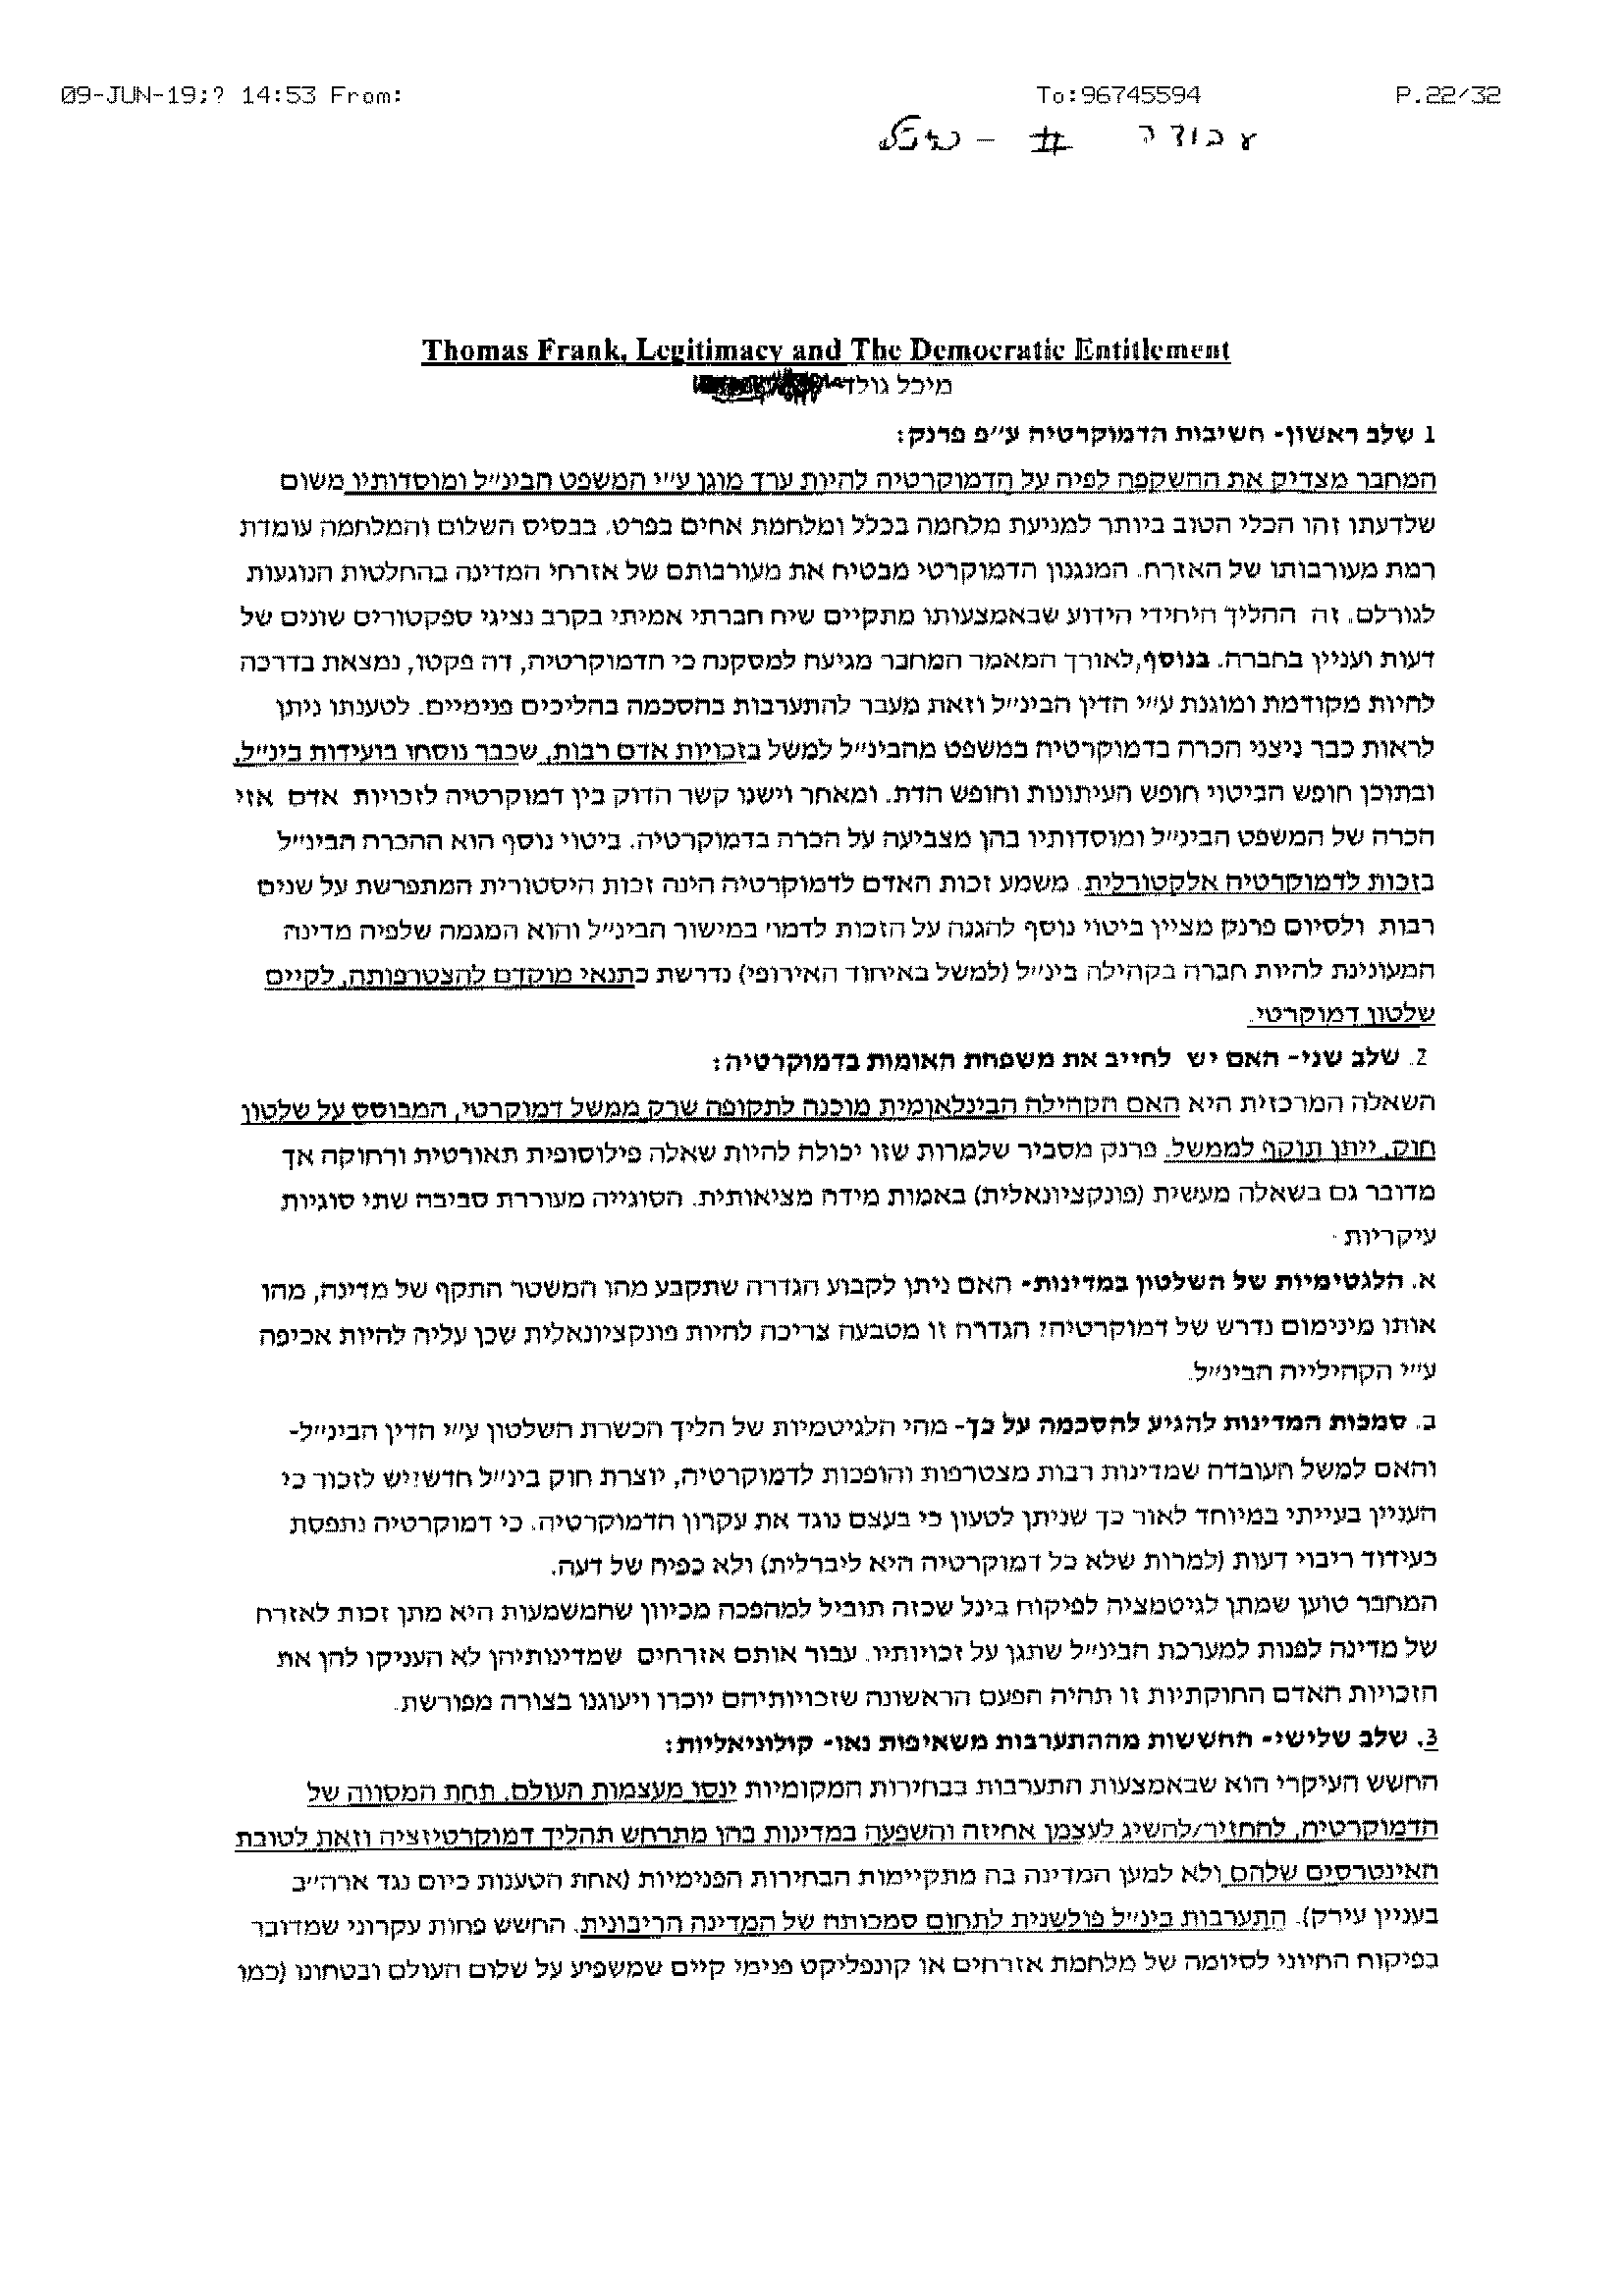 09-JUN-19;? 14:53 From: To:96745594 P.22/32
עבודה # -
Thomas Frank, Legitimacy and The Democratic Entitlement
מיכל גולד
1 שלב ראשון- חשיבות הדמוקרטיה ע״פ פרנק:
המחבר מצדיק את ההשקפה לפיה על הדמוקרטיה להיות ערך מוגן ע״י המשפט הבינ״ל ומוסדותיו משום
שלדעתו זהו הכלי הטוב ביותר למניעת מלחמה בכלל ומלחמת אחים בפרט. בבסיס השלום והמלחמה עומדת
רמת מעורבותו של האזרח. המנגנון הדמוקרטי מבטיח את מעורבותם של אזרחי המדינה בהחלטות הנוגעות
לגורלם. זה ההליך היחידי הידוע שבאמצעותו מתקיים שיח חברתי אמיתי בקרב נציגי ספקטורים שונים של
דעות ועניין בחברה. בנוסף,לאורך המאמר המחבר מגיעה למסקנה כי הדמוקרטיה, דה פקטו, נמצאת בדרכה
להיות מקודמת ומוגנת ע״י הדין הבינ״ל וזאת מעבר להתערבות בהסכמה בהליכים פנימיים. לטענתו ניתן
לראות כבר ניצני הכרה בדמוקרטיה במשפט מהבינ״ל למשל בזכויות אדם רבות, שכבר נוסחו בועידות בינ״ל,
ובתוכן חופש הביטוי חופש העיתונות וחופש הדת. ומאחר וישנו קשר הדוק בין דמוקרטיה לזכויות אדם אזי
הכרה של המשפט הבינ״ל ומוסדותיו בהן מצביעה על הכרה בדמוקרטיה. ביטוי נוסף הוא ההכרה הבינ״ל
בזכות לדמוקרטיה אלקטורלית. משמע זכות האדם לדמוקרטיה הינה זכות היסטורית המתפרשת על שנים
רבות ולסיום פרנק מציין ביטוי נוסף להגנה על הזכות לדמו׳ במישור הבינ״ל והוא המגמה שלפיה מדינה
המעונינת להיות חברה בקהילה בינ״ל (למשל באיחוד האירופי) נדרשת כתנאי מוקדם להצטרפותה, לקיים
שלטון דמוקרטי.
2. שלב שני- האם יש לחייב את משפחת האומות בדמוקרטיה:
השאלה המרכזית היא האם הקהילה הבינלאומית מוכנה לתקופה שרק ממשל דמוקרטי, המבוסס על שלטון
חוק, ייתן תוקף לממשל. פרנק מסביר שלמרות שזו יכולה להיות שאלה פילוסופית תאורטית ורחוקה אך
מדובר גם בשאלה מעשית (פונקציונאלית) באמות מידה מציאותית. הסוגייה מעוררת סביבה שתי סוגיות
עיקריות
א. הלגטימיות של השלטון במדינות- האם ניתן לקבוע הגדרה שתקבע מהו המשטר התקף של מדינה, מהו
אותו מינימום נדרש של דמוקרטיה? הגדרה זו מטבעה צריכה להיות פונקציונאלית שכן עליה להיות אכיפה
ע״י הקהילייה הבינ״ל.
ב. סמכות המדינות להגיע להסכמה על כך- מהי הלגיטמיות של הליך הכשרת השלטון ע״י הדין הבינ״ל-
והאם למשל העובדה שמדינות רבות מצטרפות והופכות לדמוקרטיה, יוצרת חוק בינ״ל חדש?יש לזכור כי
העניין בעייתי במיוחד לאור כך שניתן לטעון כי בעצם נוגד את עקרון הדמוקרטיה. כי דמוקרטיה נתפסת
כעידוד ריבוי דעות (למרות שלא כל דמוקרטיה היא ליברלית) ולא כפיה של דעה.
המחבר טוען שמתן לגיטמציה לפיקוח בינל שכזה תוביל למהפכה מכיוון שהמשמעות היא מתן זכות לאזרח
של מדינה לפנות למערכת הבינ״ל שתגן על זכויותיו. עבור אותם אזרחים שמדינותיהן לא העניקו להן את
הזכויות האדם החוקתיות זו תהיה הפעם הראשונה שזכויותיהם יוכרו ויעוגנו בצורה מפורשת.
3. שלב שלישי- החששות מההתערבות משאיפות נאו- קולוניאליות:
החשש העיקרי הוא שבאמצעות התערבות בבחירות המקומיות ינסו מעצמות העולם, תחת המסווה של
הדמוקרטיה, להחזיר/להשיג לעצמן אחיזה והשפעה במדינות בהן מתרחש תהליך דמוקרטיזציה וזאת לטובת
האינטרסים שלהם ולא למען המדינה בה מתקיימות הבחירות הפנימיות (אחת הטענות כיום נגד ארה״ב
בעניין עירק). התערבות בינ״ל פולשנית לתחום סמכותה של המדינה הריבונית. החשש פחות עקרוני שמדובר
בפיקוח החיוני לסיומה של מלחמת אזרחים או קונפליקט פנימי קיים שמשפיע על שלום העולם ובטחונו (כמו